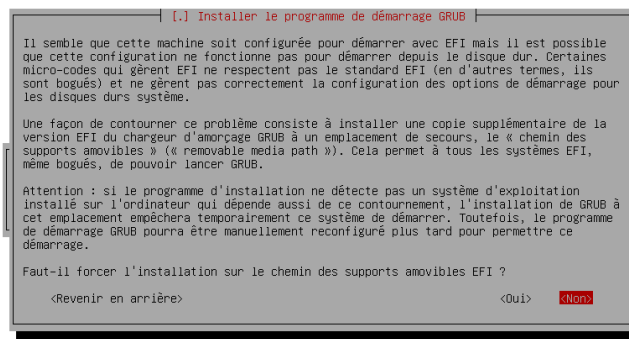 [.] Installer le programme de démarrage GRUB
Il semble que cette machine soit configurée pour démarrer avec EFI mais il est possible
que cette configuration ne fonctionne pas pour démarrer depuis le disque dur. Certaines
micro-codes qui gèrent EFI ne respectent pas le standard EFI (en d'autres termes, ils
sont bogués) et ne gèrent pas correctement la configuration des options de démarrage pour
les disques durs système.
Une façon de contourner ce problème consiste à installer une copie supplémentaire de la
version EFI du chargeur d'amorçage GRUB à un emplacement de secours, le « chemin des
supports amovibles » (« removable media path »). Cela permet à tous les systèmes EFI,
même bogués, de pouvoir lancer GRUB.
Attention : si le programme d'installation ne détecte pas un système d'exploitation
installé sur l'ordinateur qui dépende aussi de ce contournement, l'installation de GRUB à
cet emplacement empêchera temporairement ce système de démarrer. Toutefois, le programme
de démarrage GRUB pourra être manuellement reconfiguré plus tard pour permettre ce
démarrage.
Faut-il forcer l'installation sur le chemin des supports amovibles EFI ?
<Revenir en arrière> <Oui> <Non>